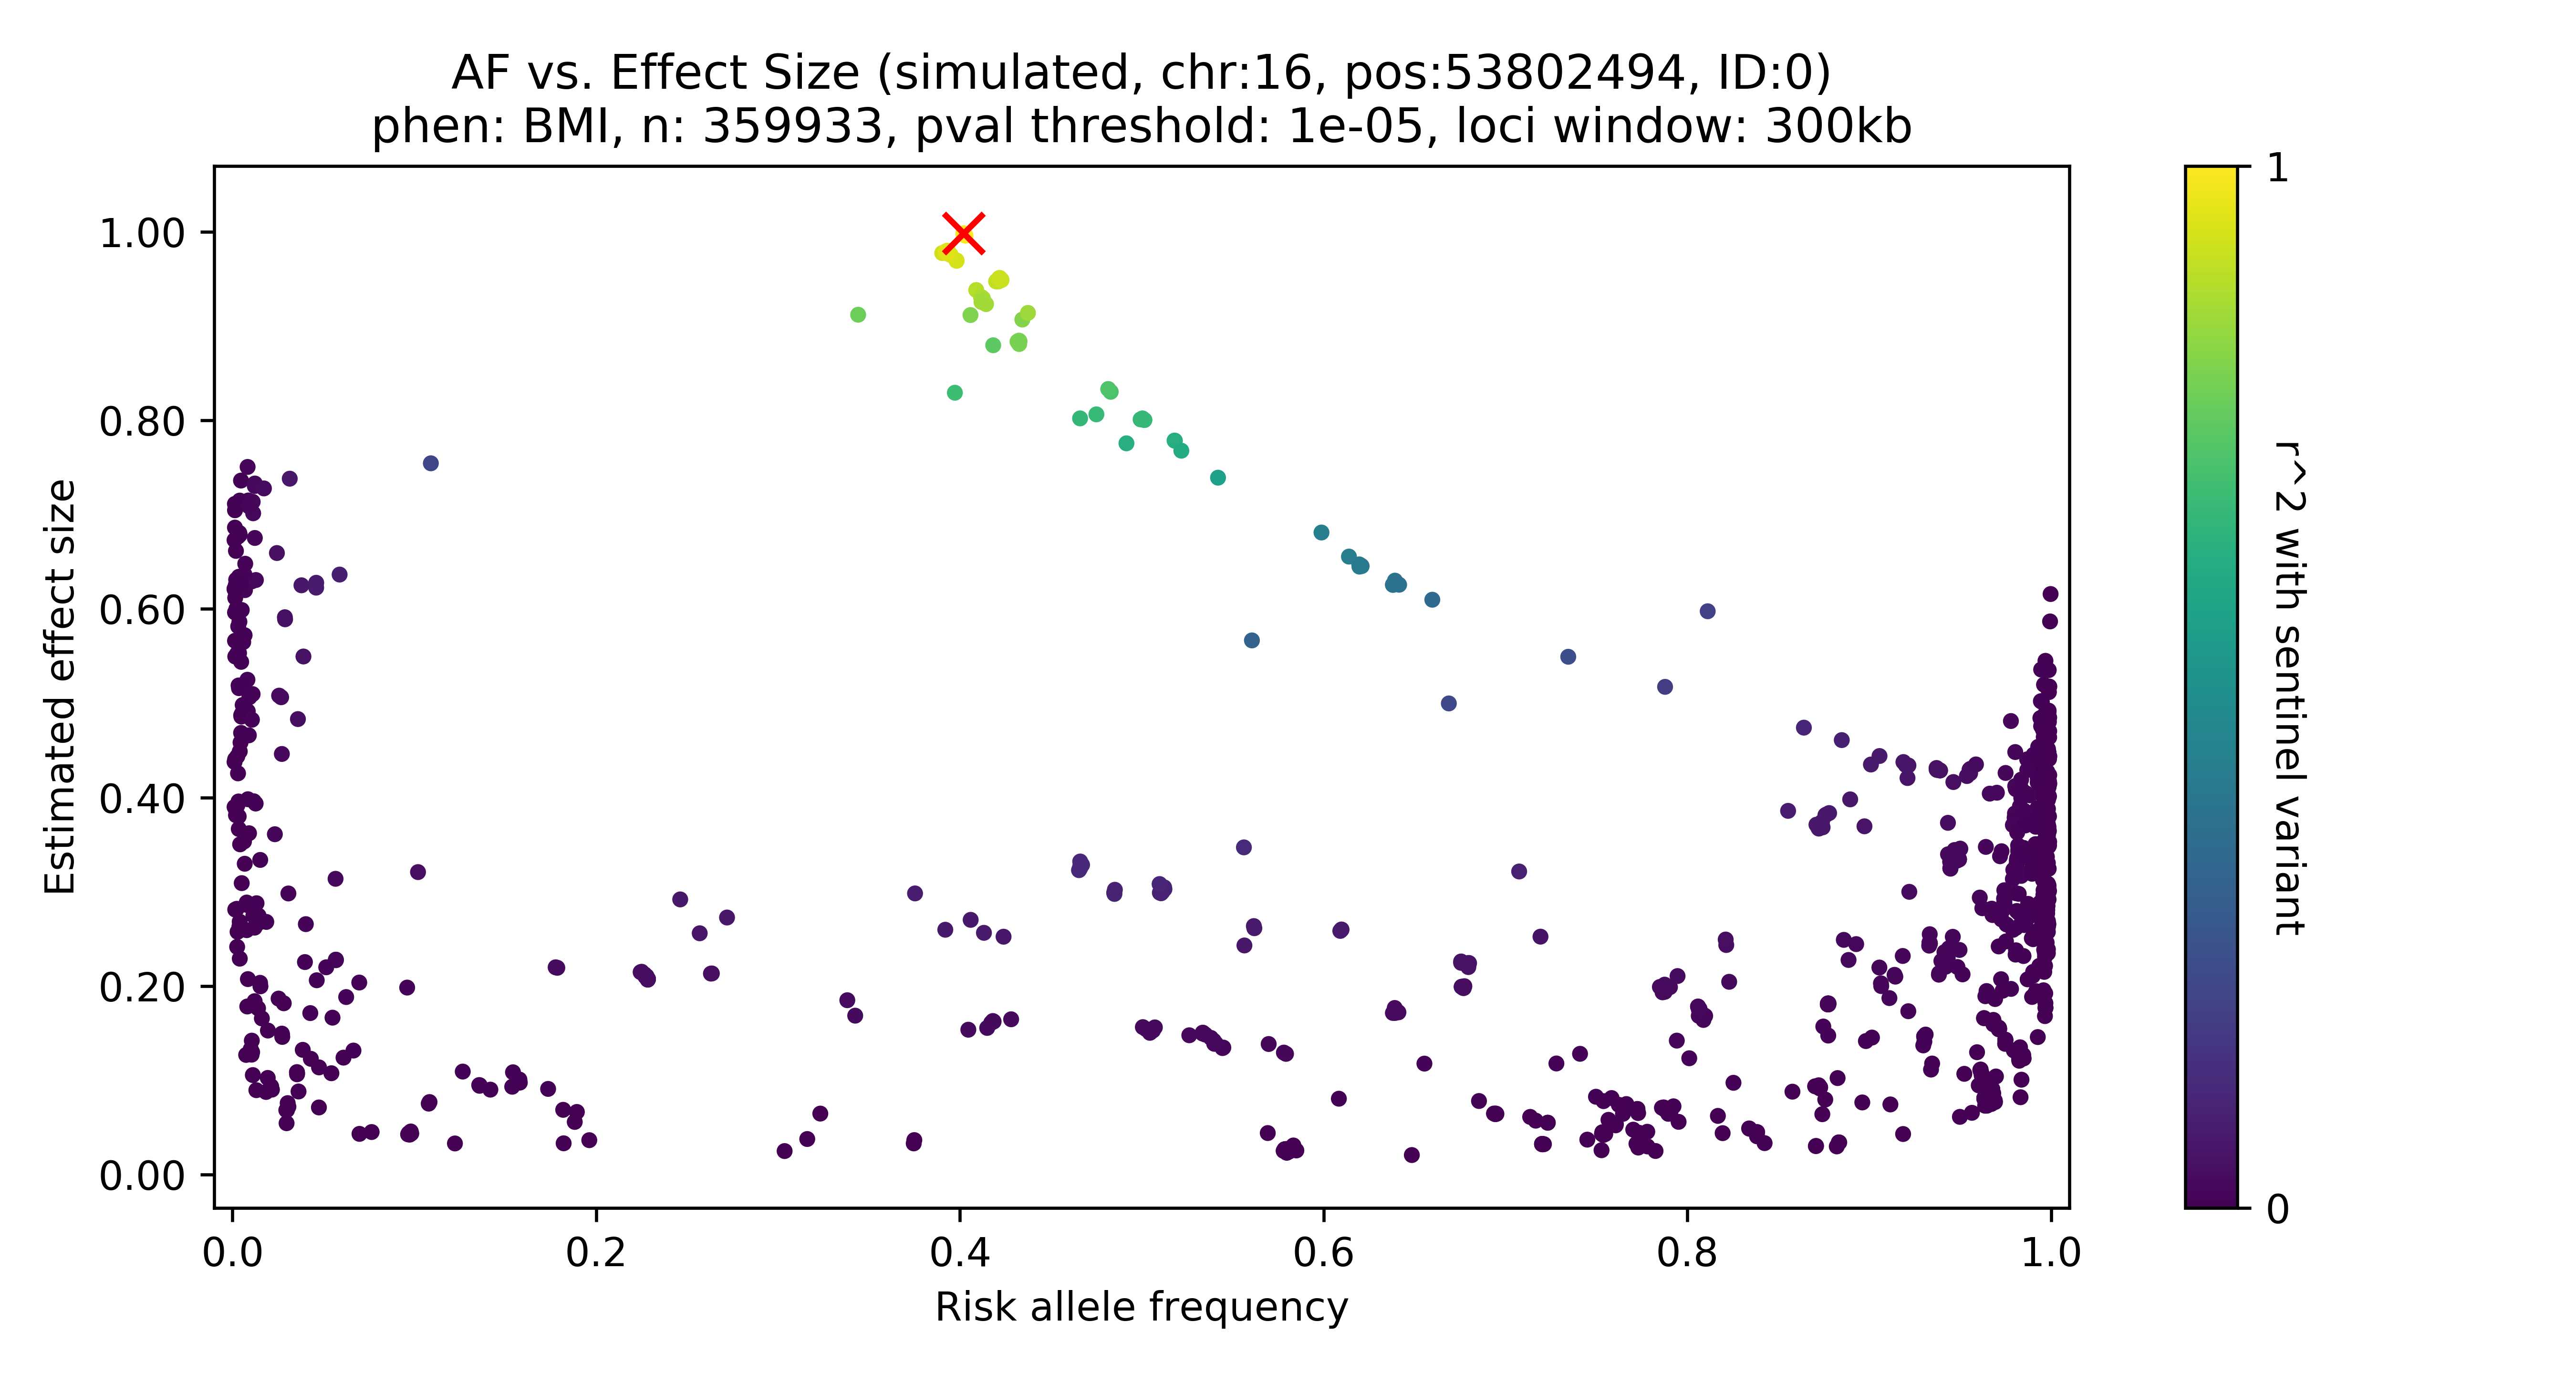 AF vs. Effect Size (simulated, chr:16, pos:53802494, ID:0)
phen: BMI, n: 359933, pval threshold: 1e-05, loci window: 300kb
1.00
0.80
0.60
0.40
0.20
0.00
Estimated effect size
0.0
0.2
0.4
0.6
0.8
1.0
Risk allele frequency
1
0
r^2 with sentinel variant